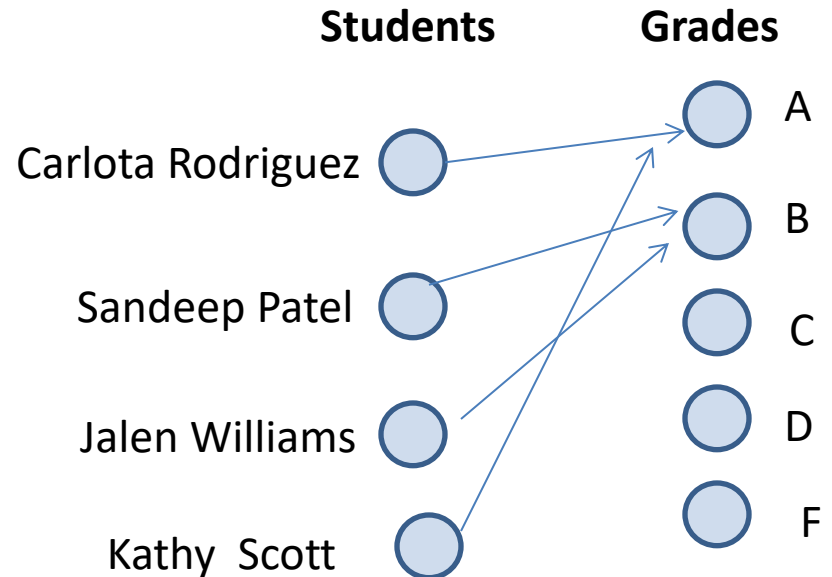 Students Grades
A
Carlota Rodriguez
B
Sandeep Patel
C
D
Jalen Williams
F
Kathy  Scott